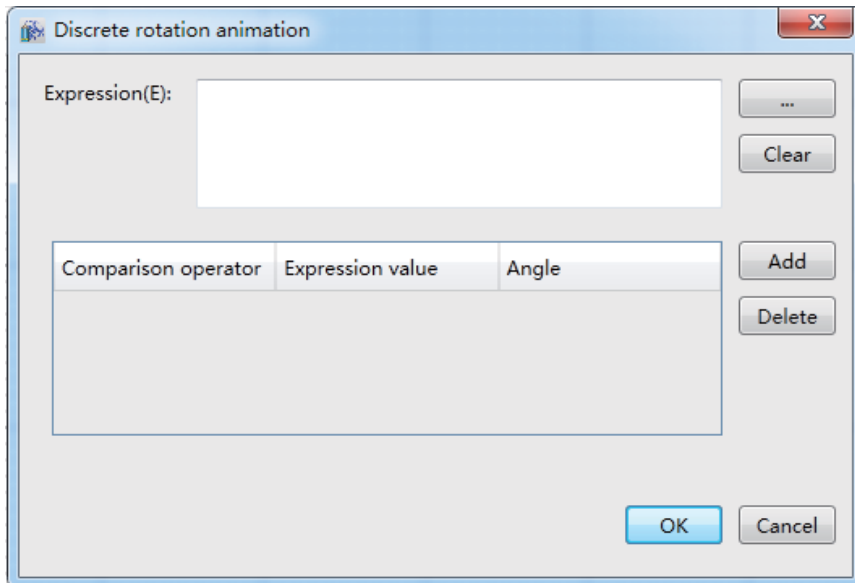 Discrete rotation animation
Expression(E):
...
Clear
Comparison operator Expression value Angle
Add
Delete
OK Cancel